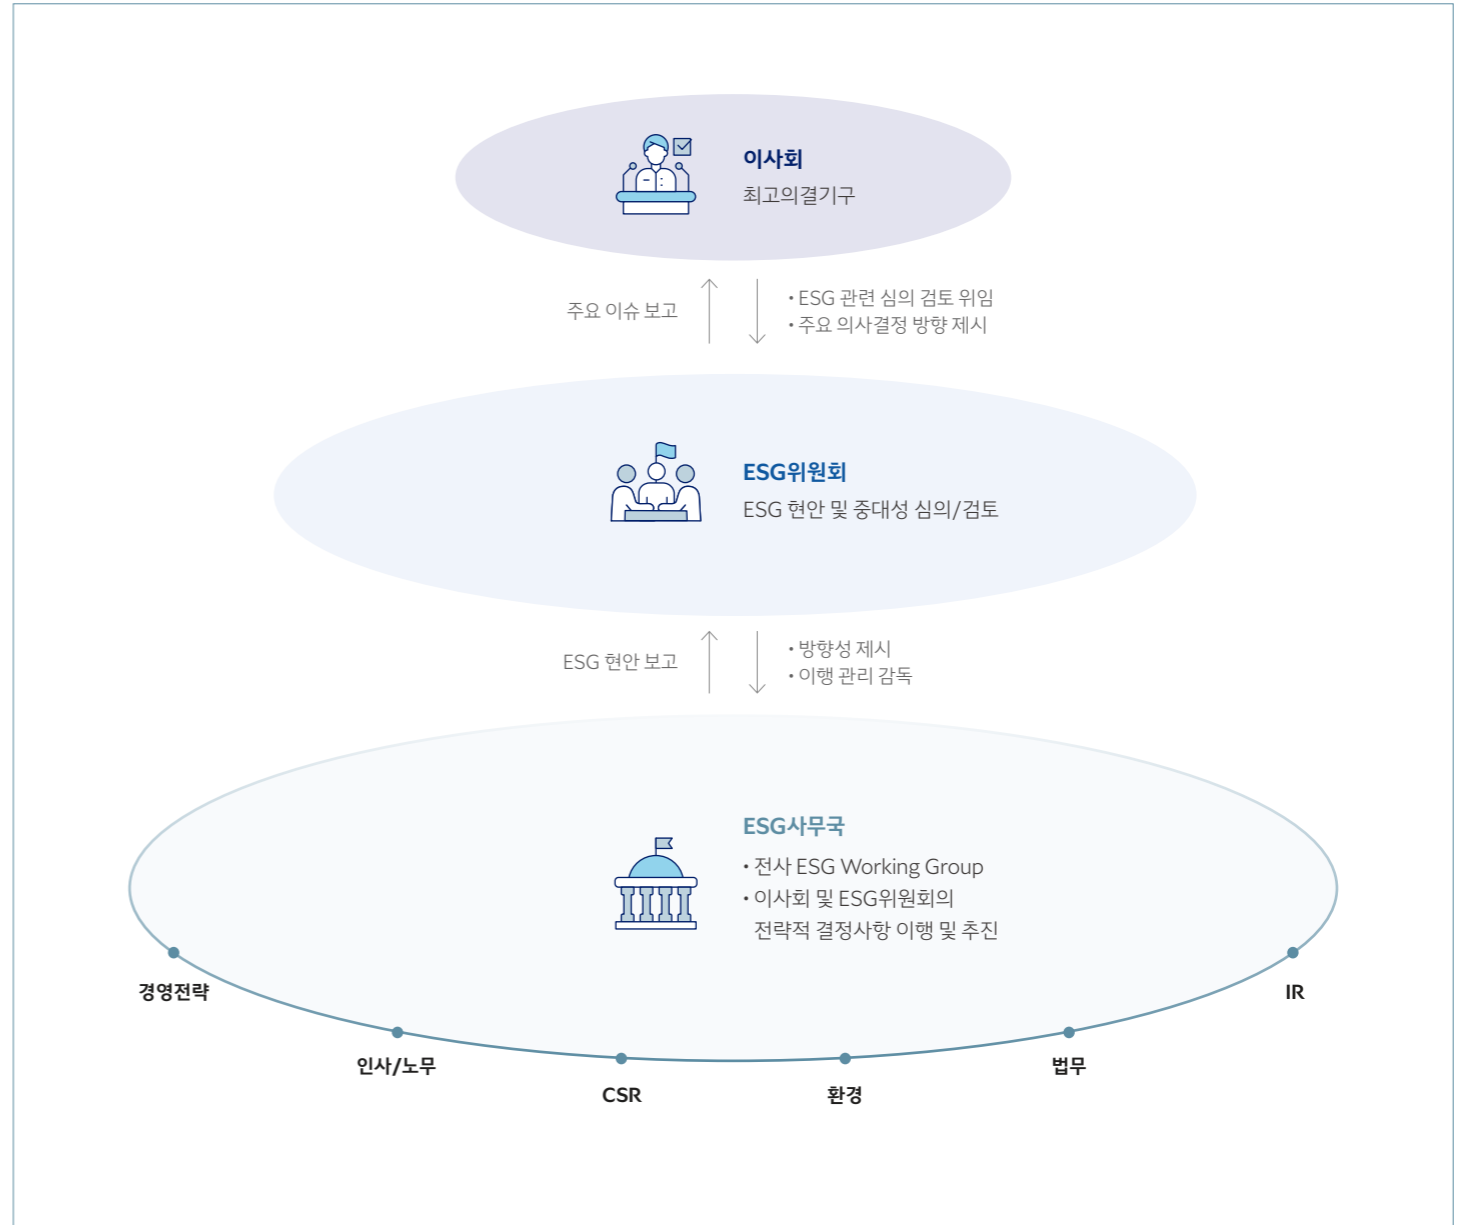 이사회
최고의결기구
주요 이슈 보고
• ESG 관련 심의 검토 위임
• 주요 의사결정 방향 제시
ESG위원회
ESG 현안 및 중대성 심의/검토
ESG 현안 보고
• 방향성 제시
• 이행 관리 감독
ESG사무국
• 전사 ESG Working Group
• 이사회 및 ESG위원회의
전략적 결정사항 이행 및 추진
경영전략
인사/노무
CSR
환경
법무
IR